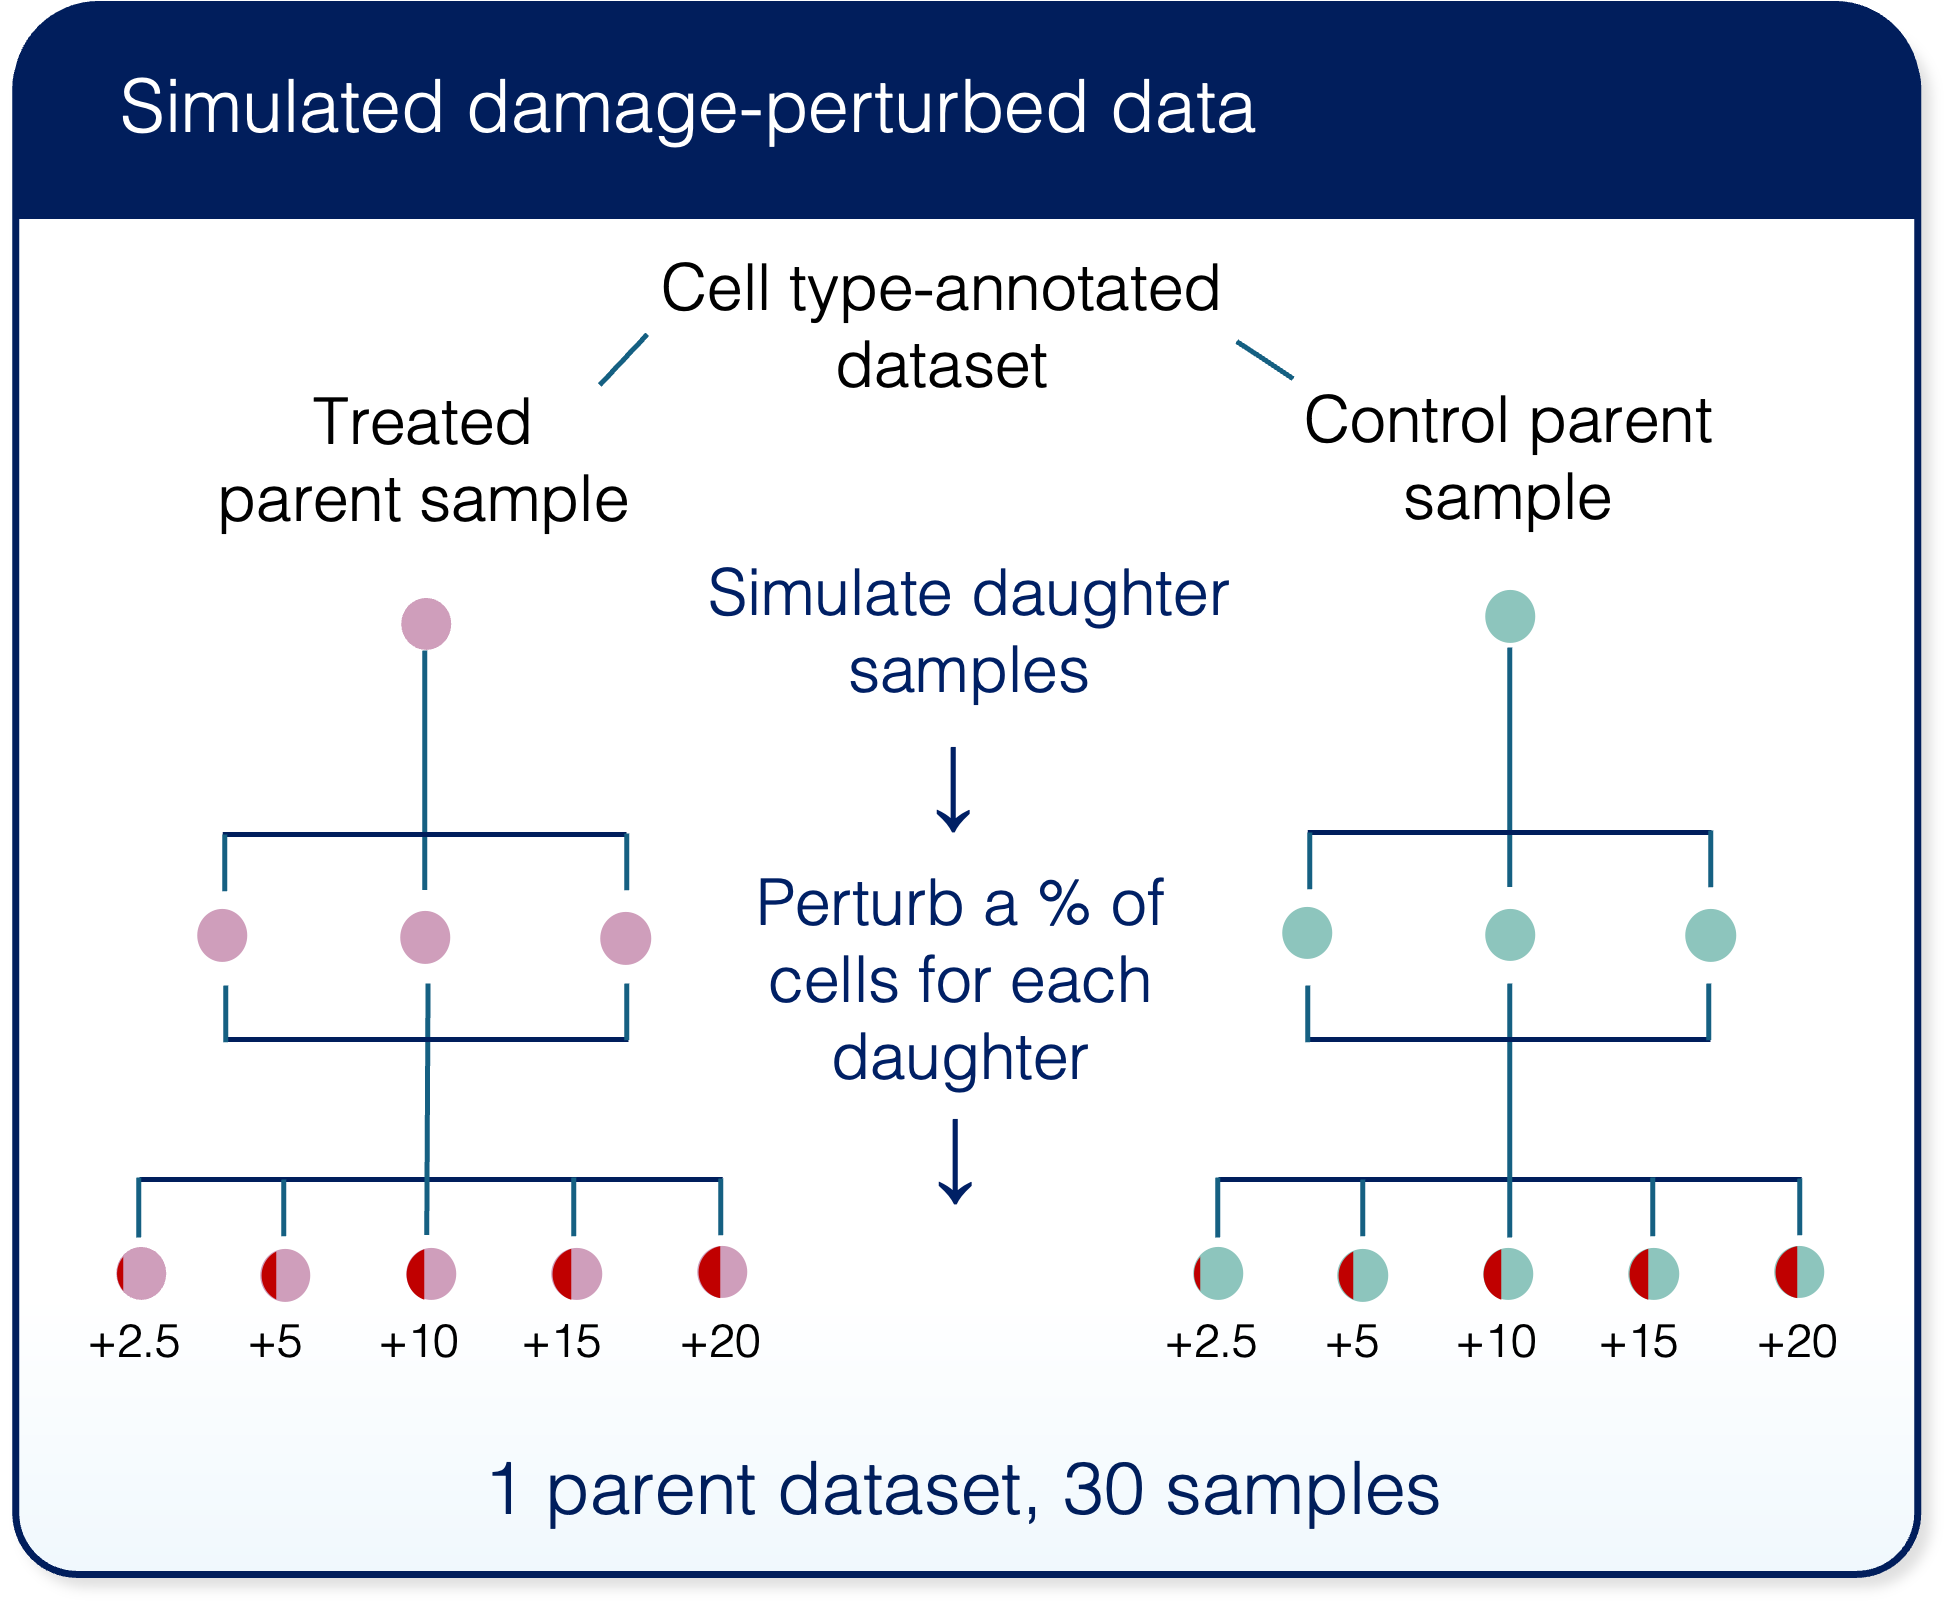 Simulated damage-perturbed data
Cell type-annotated
dataset
Treated
parent sample
Control parent
sample
Simulate daughter
samples
Perturb a % of
cells for each
daughter
+2.5 +5 +10 +15 +20
+2.5 +5 +10 +15 +20
1 parent dataset, 30 samples